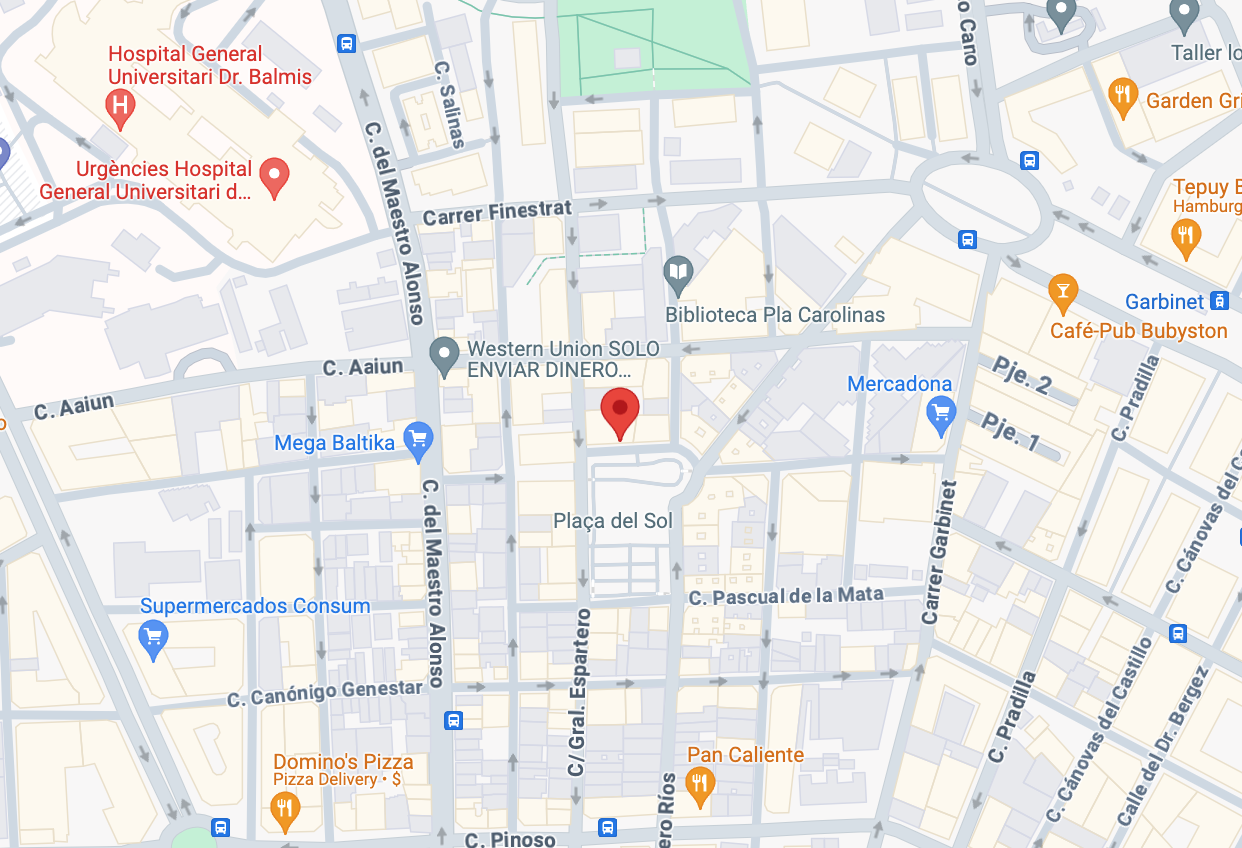 o Cano
Hospital General
Universitari Dr. Balmis
H
Taller lo
C. Salinas
Garden Gri
C. del Maestro Alonso
Urgències Hospital
General Universitari d...
Carrer Finestrat
Tepuy B
Hamburg
Biblioteca Pla Carolinas
Garbinet
Café-Pub Bubyston
Western Union SOLO
ENVIAR DINERO...
C. Aaiun
C. Aaiun
Pje. 2
Mercadona
C. Pradilla
Pje. 1
Mega Baltika
C. del Maestro Alonso
Plaça del Sol
Carrer Garbinet
C. Cánovas del Ca
C. Pascual de la Mata
Supermercados Consum
C/ Gral. Espartero
C. Canónigo Genestar
C. Pradilla
C. Cánovas del Castillo
Calle del Dr. Bergez
Domino's Pizza
Pizza Delivery • $
Pan Caliente
ero Ríos
C. Pinoso